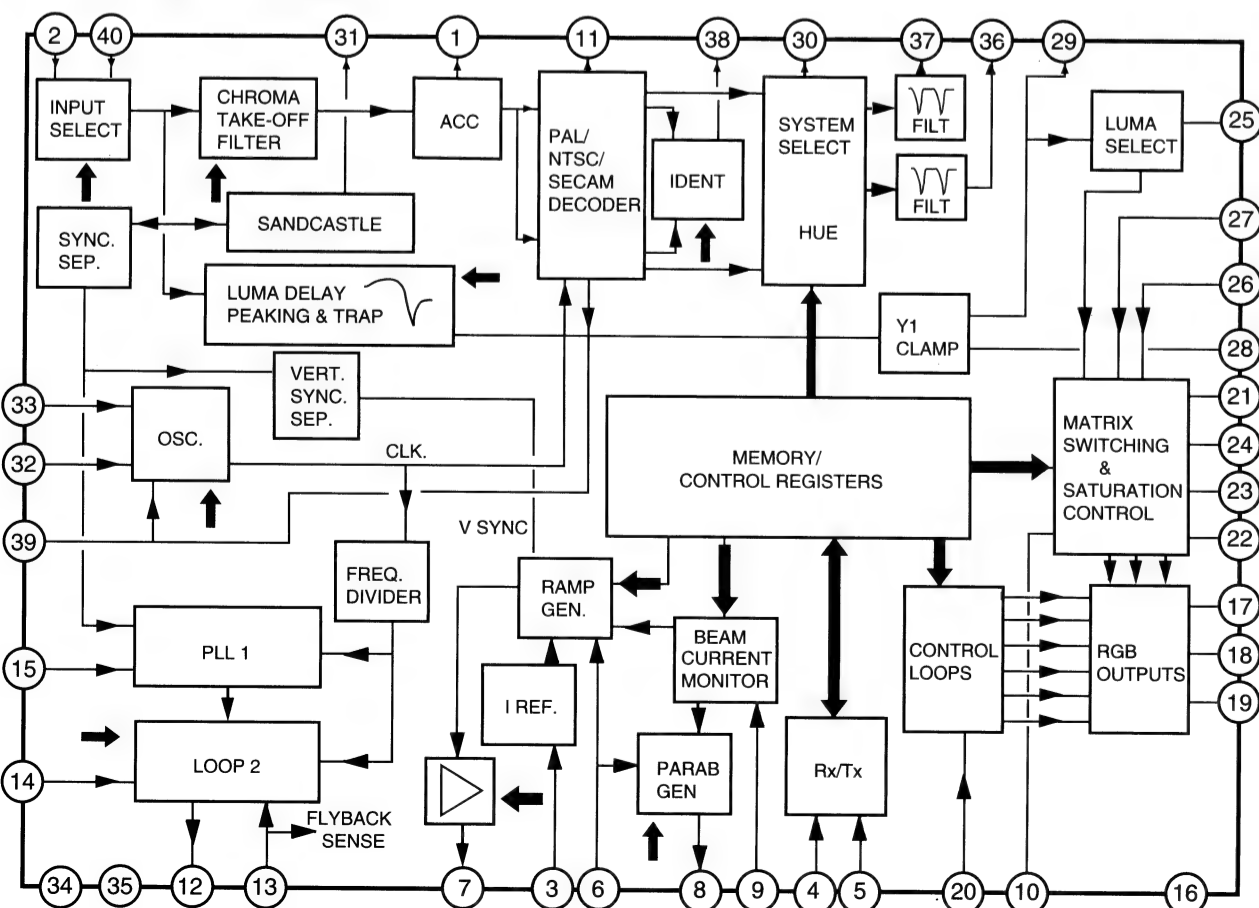 2
40
31
1
11
38
30
37
36
29
INPUT
SELECT
CHROMA
TAKE-OFF
FILTER
ACC
PAL/
NTSC/
SECAM
DECODER
IDENT
SYSTEM
SELECT
HUE
FILT
FILT
LUMA
SELECT
25
SYNC.
SEP.
SANDCASTLE
27
LUMA DELAY
PEAKING & TRAP
26
Y1
CLAMP
28
VERT.
SYNC.
SEP.
33
OSC.
32
CLK.
MEMORY/
CONTROL REGISTERS
MATRIX
SWITCHING
&
SATURATION
CONTROL
21
24
23
22
39
V SYNC
FREQ.
DIVIDER
RAMP
GEN.
BEAM
CURRENT
MONITOR
CONTROL
LOOPS
RGB
OUTPUTS
17
18
19
15
PLL 1
I REF.
14
LOOP 2
PARAB
GEN
Rx/Tx
FLYBACK
SENSE
34
35
12
13
7
3
6
8
9
4
5
20
10
16